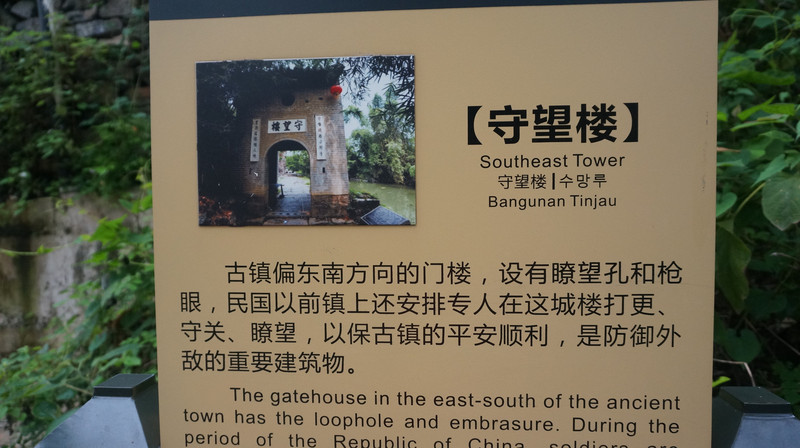 樓望守
【守望楼】
Southeast Tower
守望楼 | 수망루
Bangunan Tinjau
古镇偏东南方向的门楼，设有瞭望孔和枪
眼，民国以前镇上还安排专人在这城楼打更、
守关、瞭望，以保古镇的平安顺利，是防御外
敌的重要建筑物。
The gatehouse in the east-south of the ancient
town has the loophole and embrasure. During the
period of the Republic of China, soldiers are